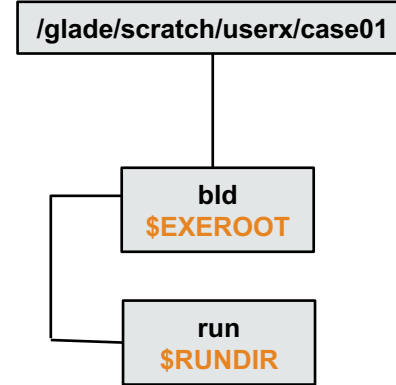 /glade/scratch/userx/case01
bld
$EXEROOT
run
$RUNDIR